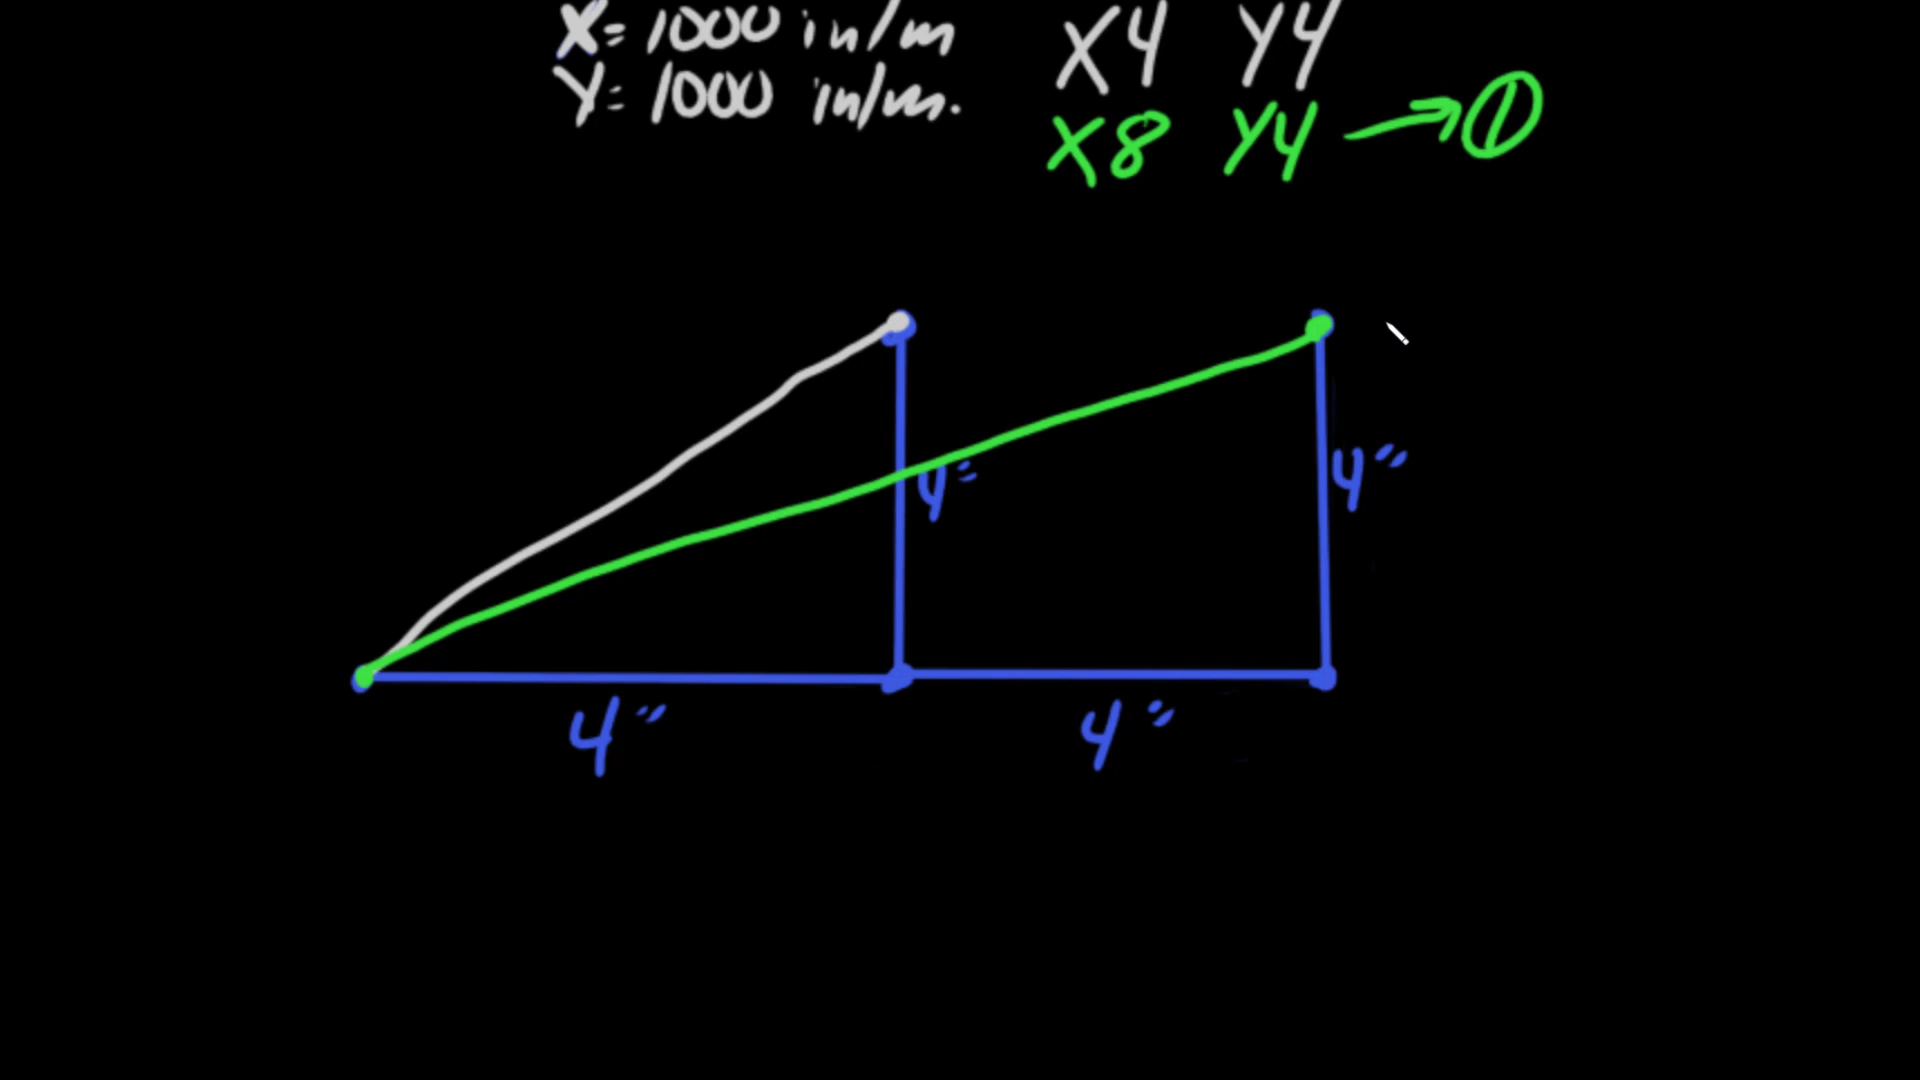 X= 1000 in/m X4 Y4
Y= 1000 in/m. X8 Y4 → ①
4" 4"
4" 4"